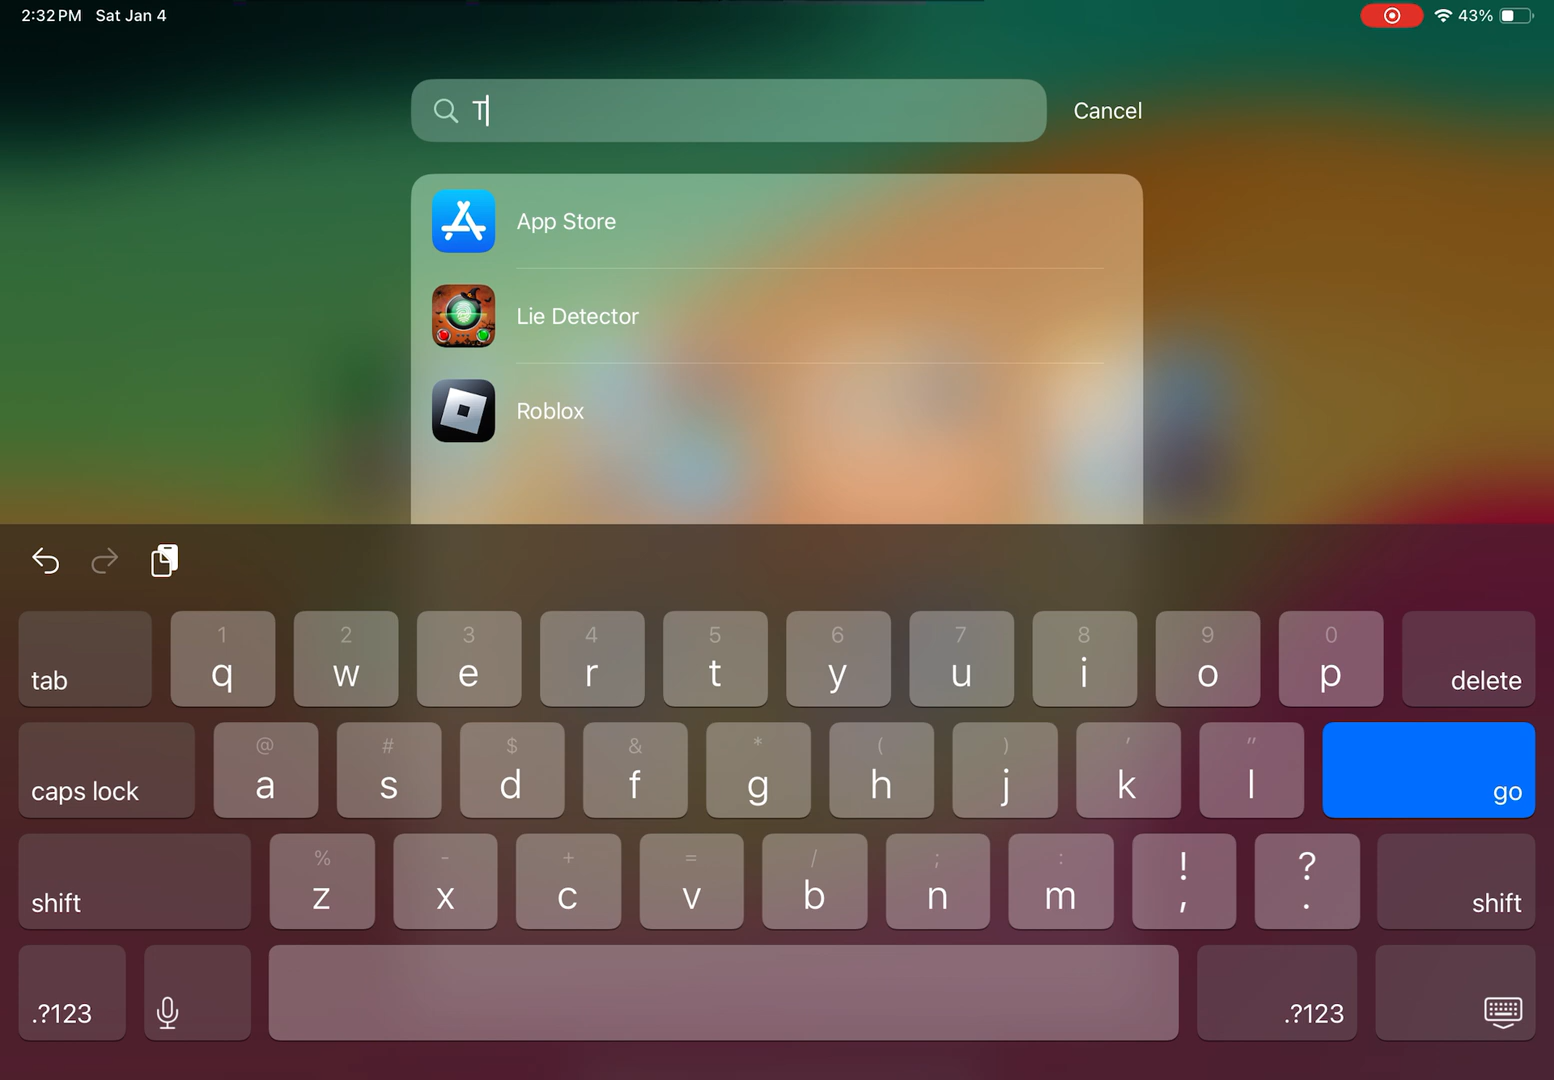 2:32 PM Sat Jan 4
43%
T
Cancel
App Store
Lie Detector
Roblox
1 2 3 4 5 6 7 8 9 0
tab q w e r t y u i o p delete
@ # $ & * ( ) ' "
caps lock a s d f g h j k l go
% - + = / ; : ! ?
shift z x c v b n m , . shift
.?123 .?123